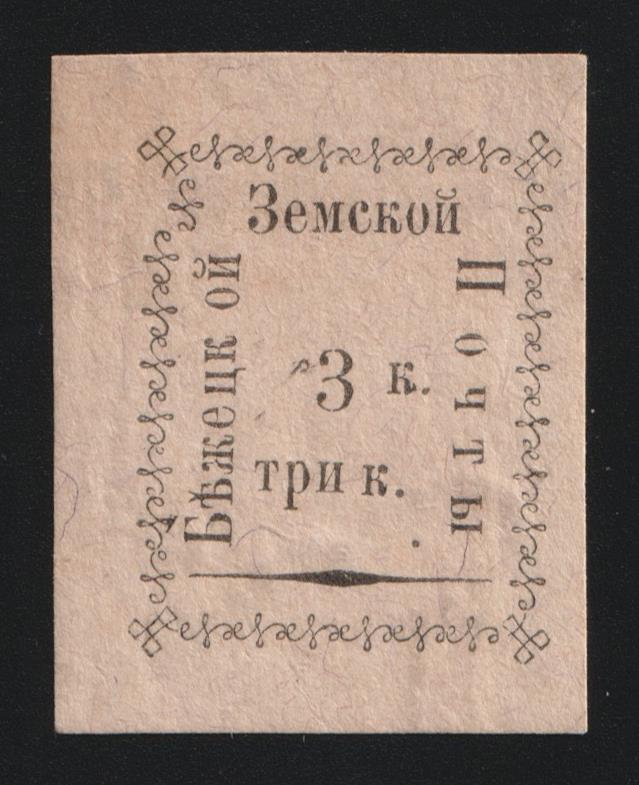 Бѣжецкой
Земской
Почты
3 к.
три к.